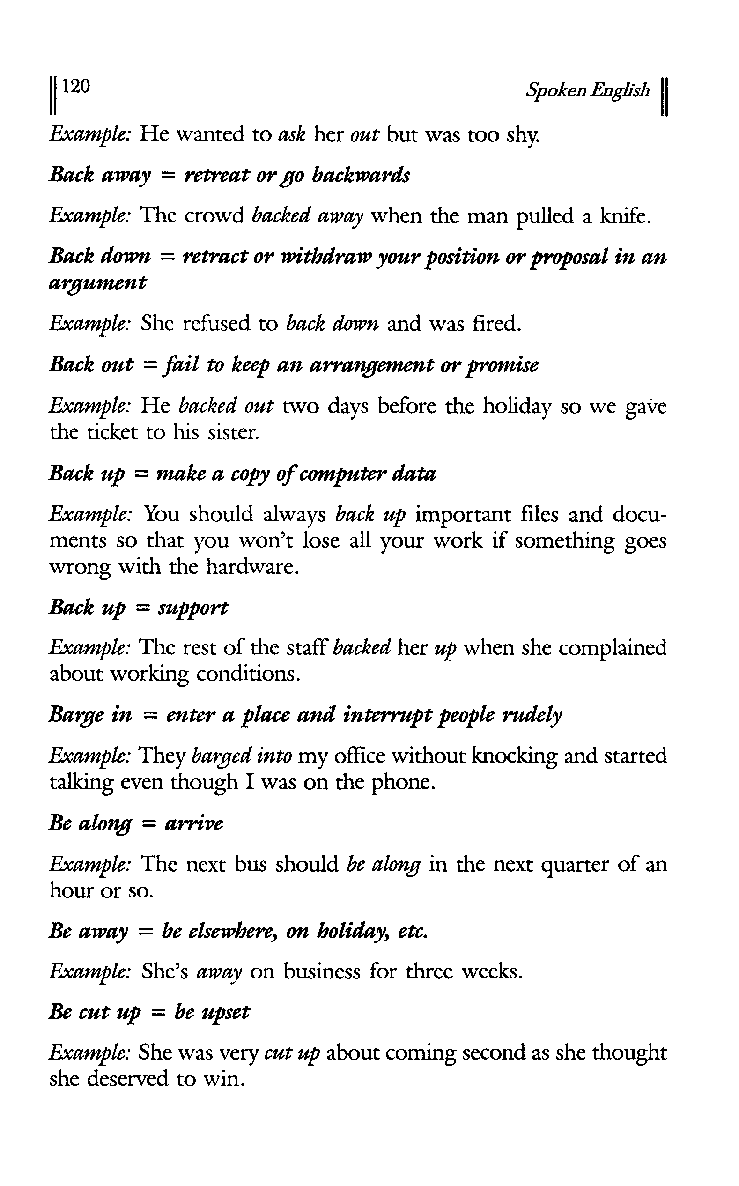 120 Spoken English
Example: He wanted to ask her out but was too shy.
Back away = retreat or go backwards
Example: The crowd backed away when the man pulled a knife.
Back down = retract or withdraw your position or proposal in an
argument
Example: She refused to back down and was fired.
Back out = fail to keep an arrangement or promise
Example: He backed out two days before the holiday so we gave
the ticket to his sister.
Back up = make a copy of computer data
Example: You should always back up important files and docu-
ments so that you won't lose all your work if something goes
wrong with the hardware.
Back up = support
Example: The rest of the staff backed her up when she complained
about working conditions.
Barge in = enter a place and interrupt people rudely
Example: They barged into my office without knocking and started
talking even though I was on the phone.
Be along = arrive
Example: The next bus should be along in the next quarter of an
hour or so.
Be away = be elsewhere, on holiday, etc.
Example: She's away on business for three weeks.
Be cut up = be upset
Example: She was very cut up about coming second as she thought
she deserved to win.